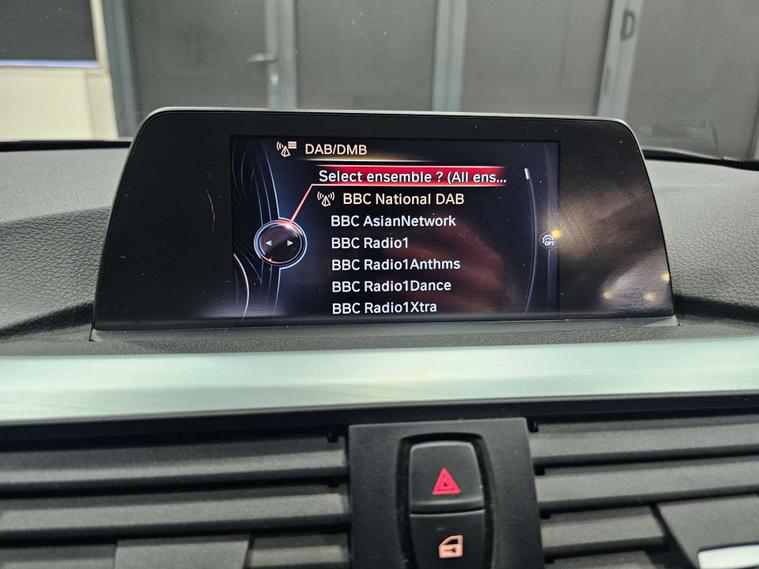 DAB/DMB
Select ensemble ? (All ens...
BBC National DAB
BBC AsianNetwork
BBC Radio1
BBC Radio1Anthms
BBC Radio1Dance
BBC Radio1Xtra